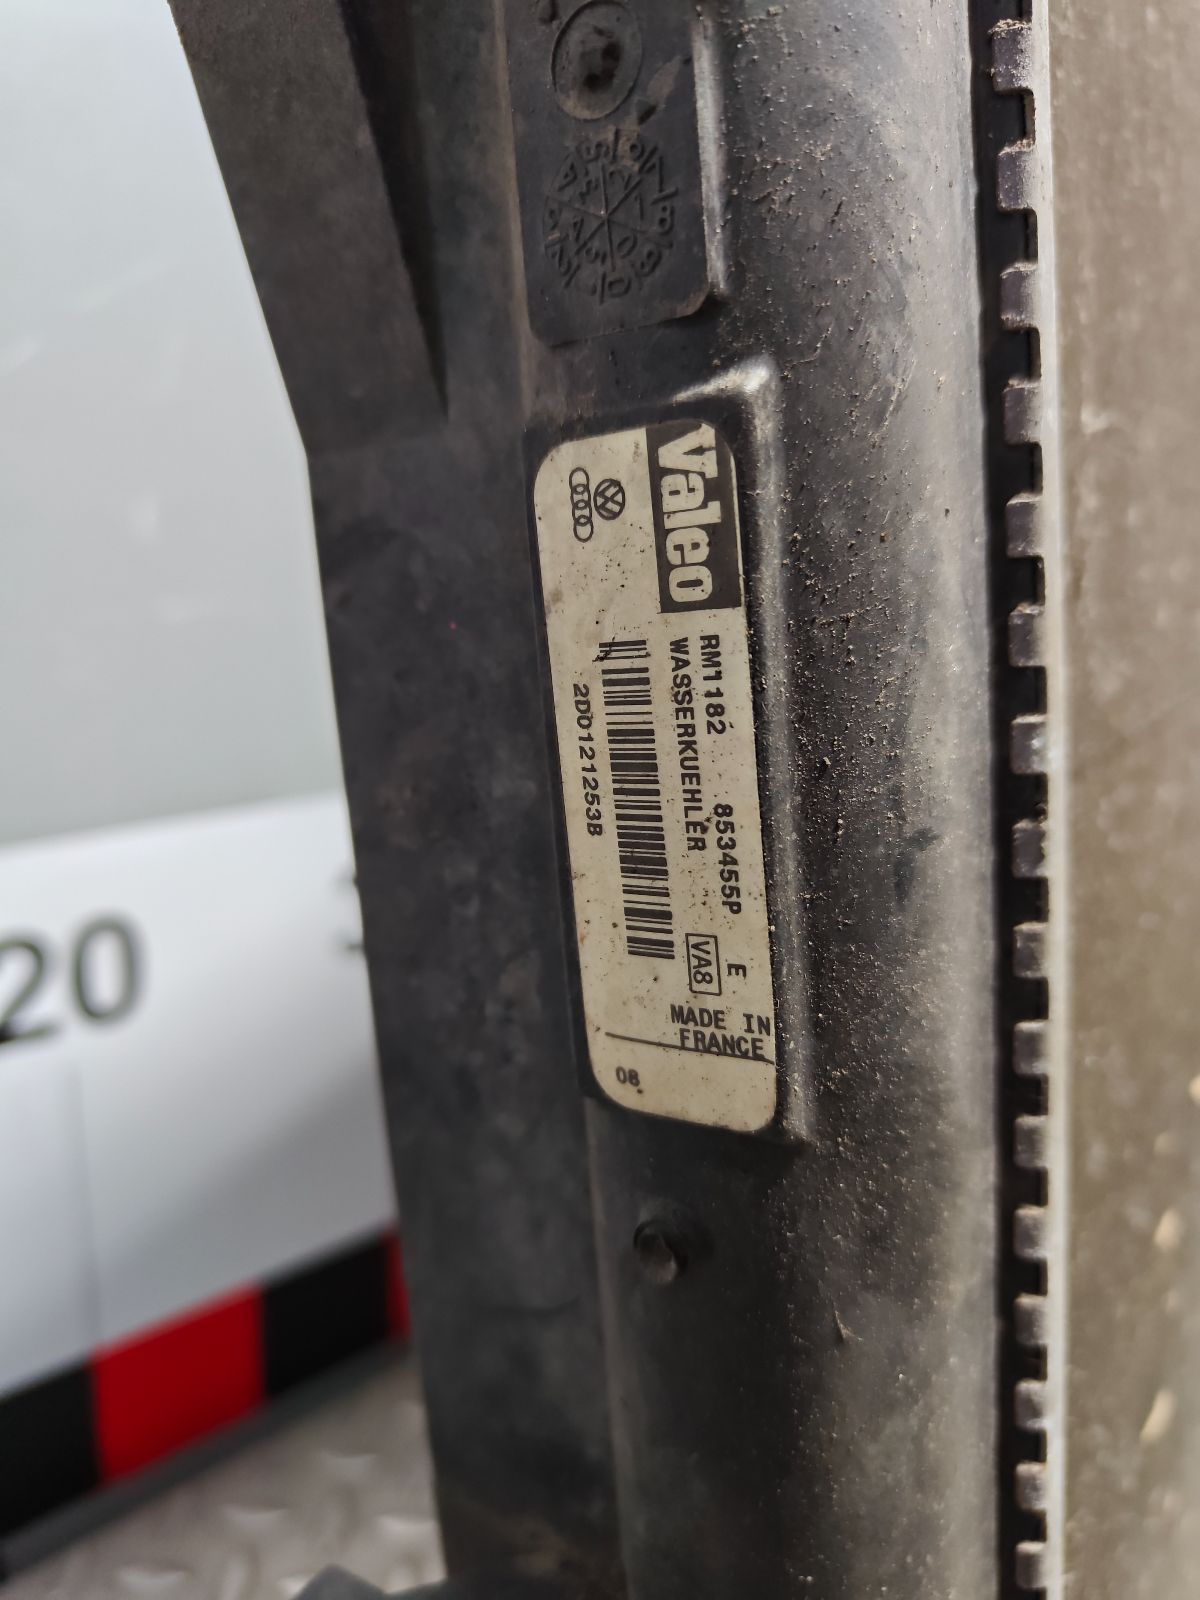 Valeo
RM1182 853455P E
WASSERKUEHLER VA8
2D0121253B
MADE IN
FRANCE
08
20